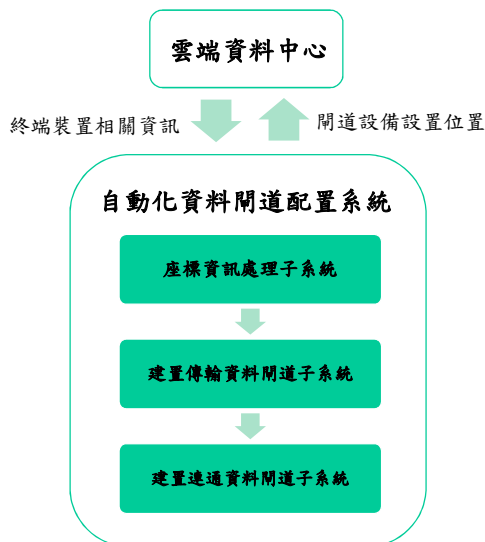 雲端資料中心
終端裝置相關資訊
閘道設備設置位置
自動化資料閘道配置系統
座標資訊處理子系統
建置傳輸資料閘道子系統
建置連通資料閘道子系統